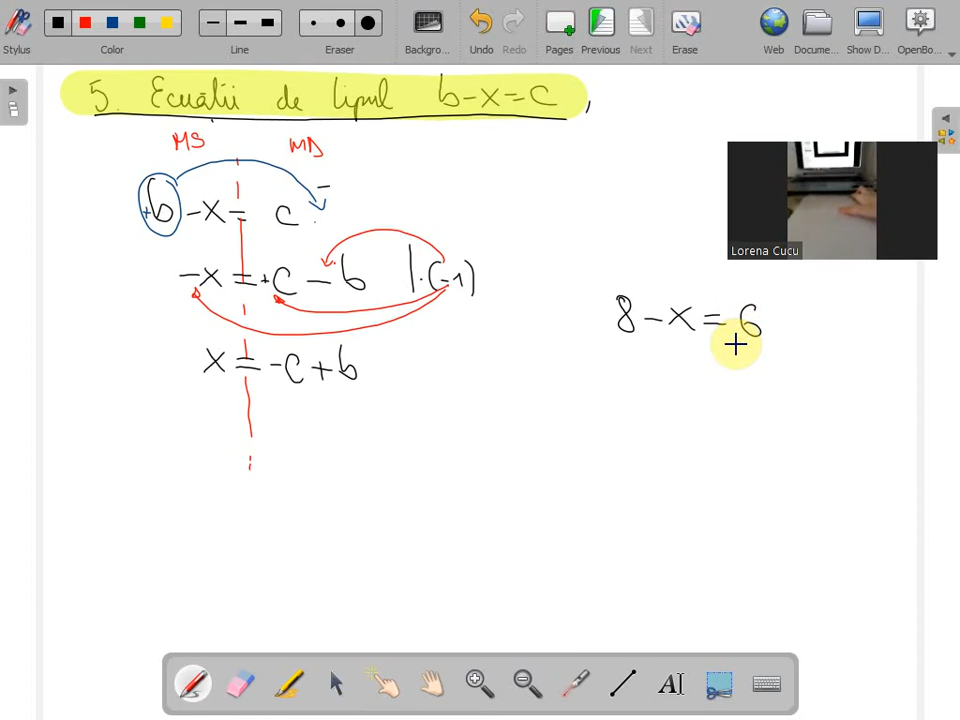 Stylus
Color
Line
Eraser
Backgro...
Undo
Redo
Pages
Previous
Next
Erase
Web
Docume...
Show D...
OpenBo...
5. Ecuații de tipul b-x=c,
MS MD
+b -x = c -
-x = +c - b |·(-1)
x = -c + b
8 - x = 6
Lorena Cucu
A